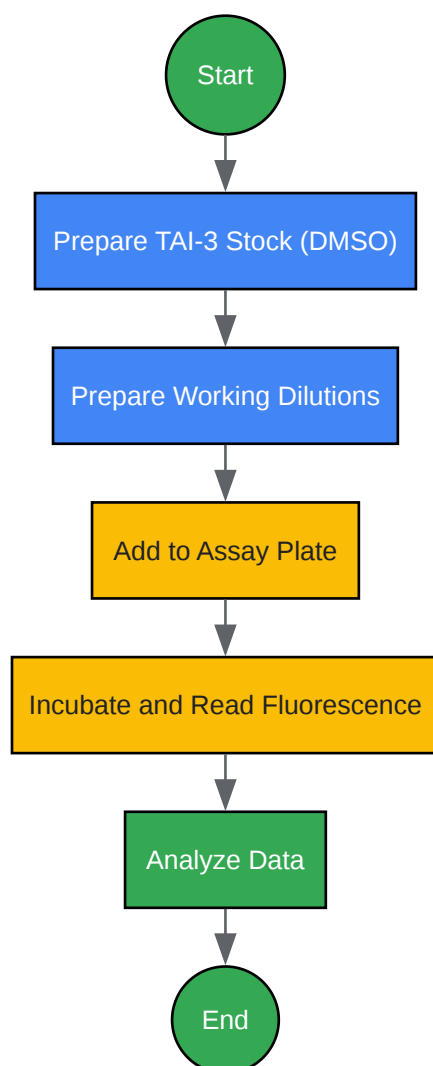 Start
Prepare TAI-3 Stock (DMSO)
Prepare Working Dilutions
Add to Assay Plate
Incubate and Read Fluorescence
Analyze Data
End